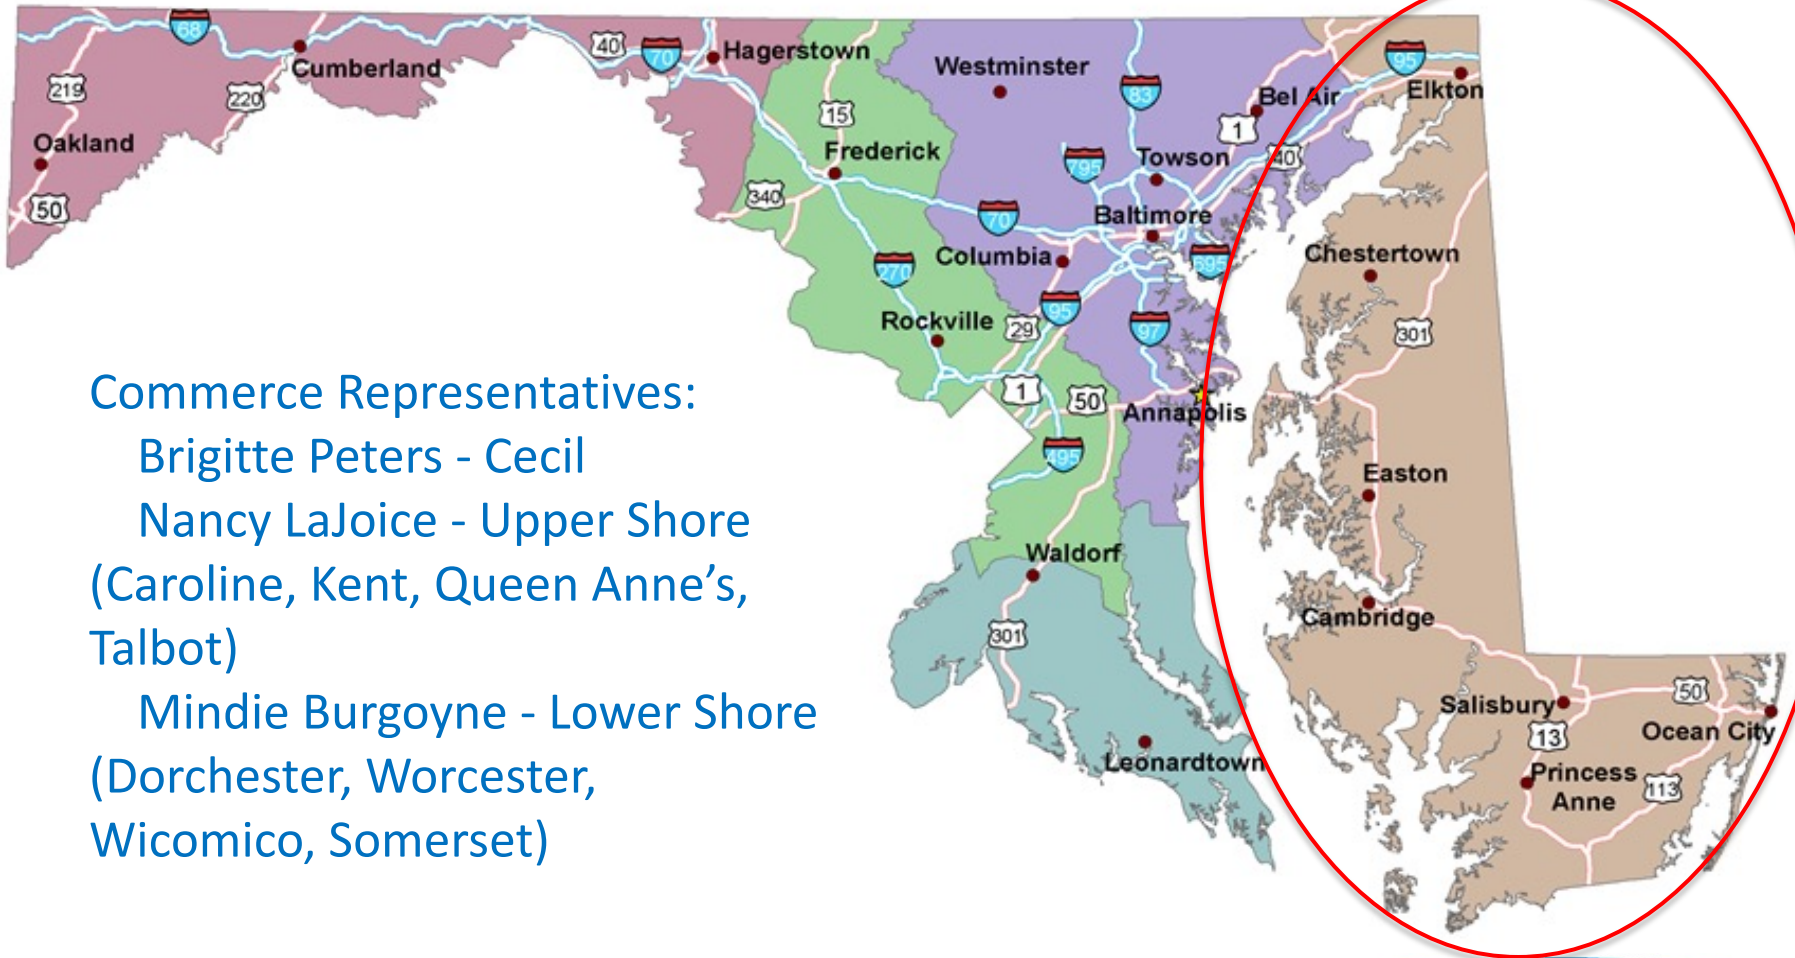 68
40
70
Hagerstown
Cumberland
219
220
Oakland
50
15
Frederick
340
Westminster
83
Bel Air
95
Elkton
1
40
795
Towson
70
Baltimore
Columbia
695
270
95
97
Rockville
29
1
50
Annapolis
495
Chestertown
301
Easton
Waldorf
301
Cambridge
Leonardtown
Salisbury
50
Ocean City
13
Princess
Anne
113
Commerce Representatives:
Brigitte Peters - Cecil
Nancy LaJoice - Upper Shore
(Caroline, Kent, Queen Anne’s,
Talbot)
Mindie Burgoyne - Lower Shore
(Dorchester, Worcester,
Wicomico, Somerset)